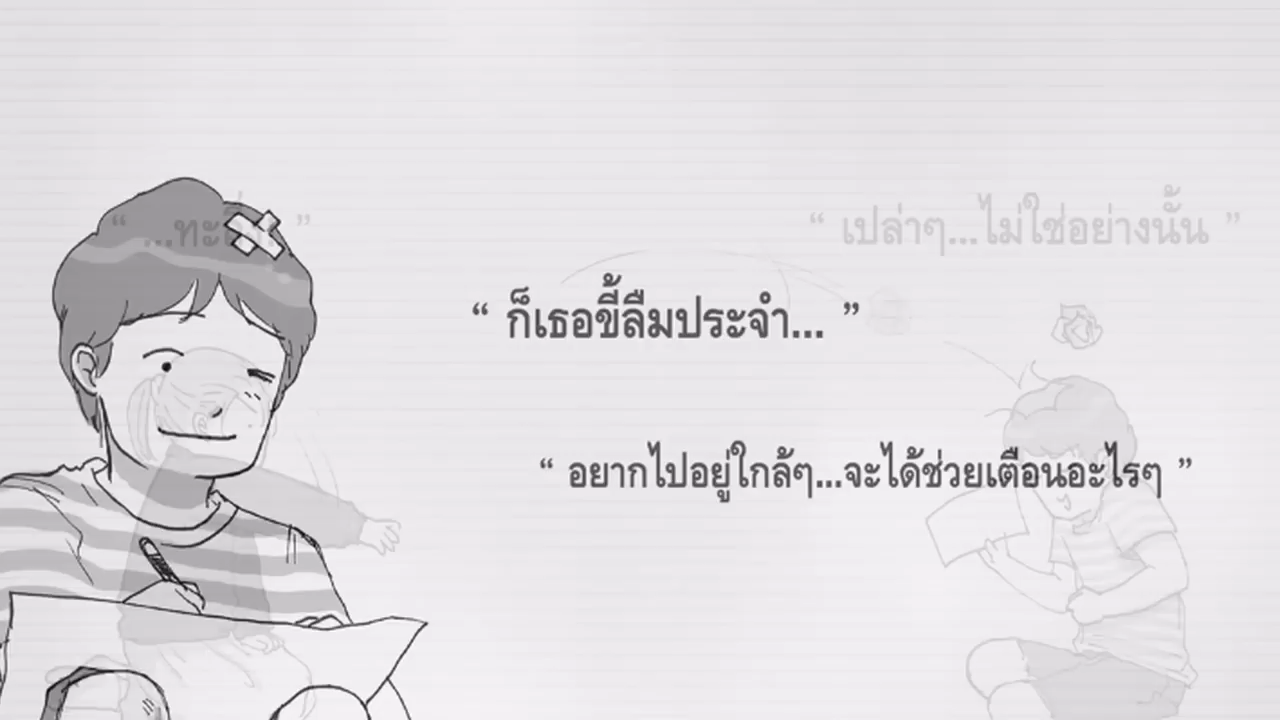 “ เปล่าๆ...ไม่ใช่อย่างนั้น ”
“ ก็เธอขี้ลืมประจำ... ”
“ อยากไปอยู่ใกล้ๆ...จะได้ช่วยเตือนอะไรๆ ”